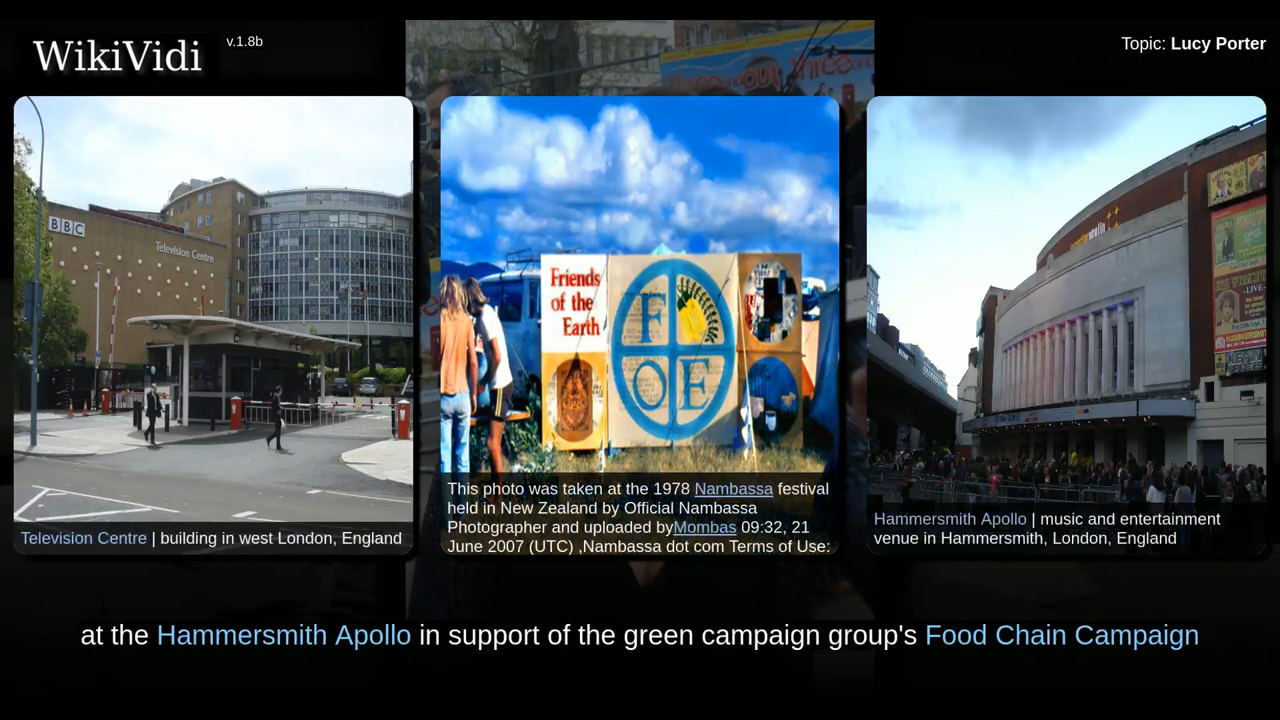 WikiVidi
v.1.8b
Topic: Lucy Porter
BBC
Television Centre
Friends
of the
Earth
F
O E
Television Centre | building in west London, England
This photo was taken at the 1978 Nambassa festival
held in New Zealand by Official Nambassa
Photographer and uploaded byMombas 09:32, 21
June 2007 (UTC) ,Nambassa dot com Terms of Use:
Hammersmith Apollo | music and entertainment
venue in Hammersmith, London, England
at the Hammersmith Apollo in support of the green campaign group's Food Chain Campaign